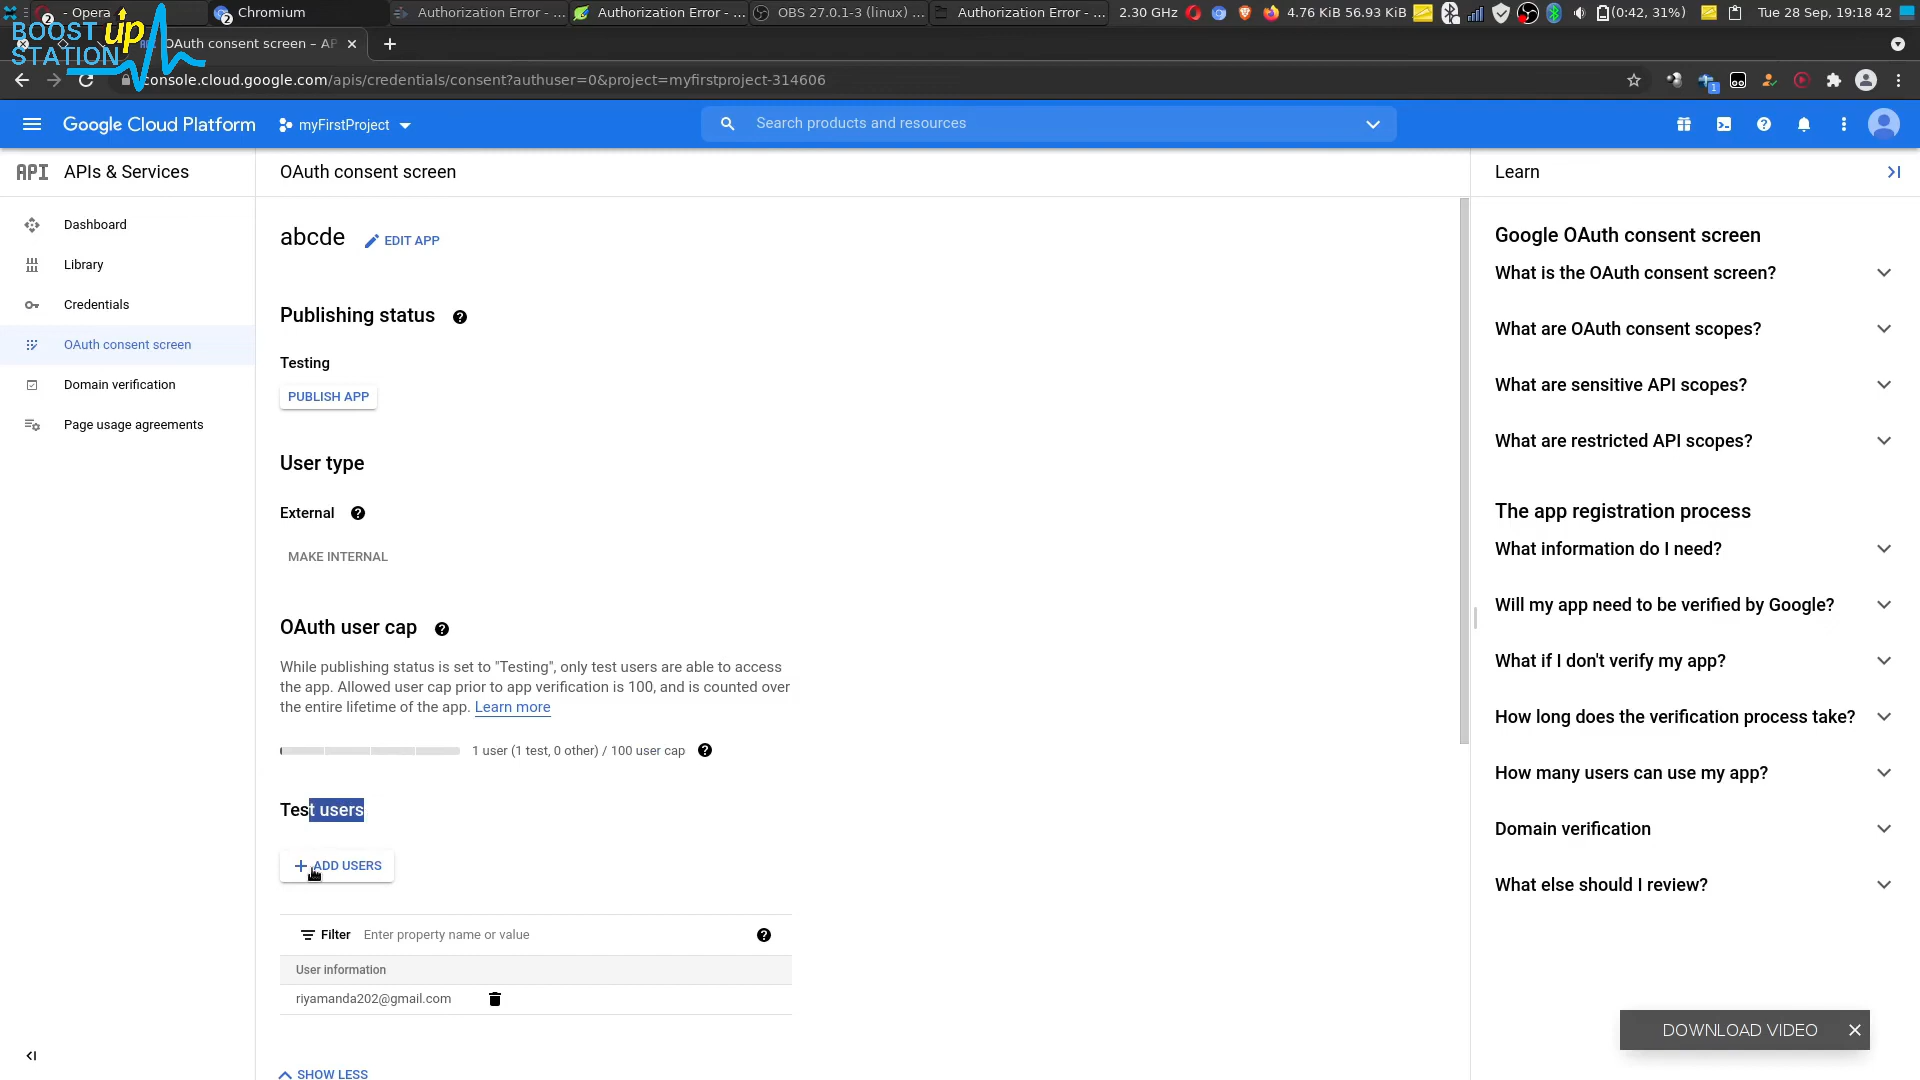 - Opera
Chromium
Authorization Error - ...
Authorization Error - ...
OBS 27.0.1-3 (linux) ...
Authorization Error - ...
2.30 GHz
4.76 KiB 56.93 KiB
(0:42, 31%)
Tue 28 Sep, 19:18 42
BOOST up STATION
OAuth consent screen – AP
console.cloud.google.com/apis/credentials/consent?authuser=0&project=myfirstproject-314606
Google Cloud Platform
myFirstProject
Search products and resources
API APIs & Services
OAuth consent screen
Learn
Dashboard
Library
Credentials
OAuth consent screen
Domain verification
Page usage agreements
abcde
EDIT APP
Publishing status
Testing
PUBLISH APP
User type
External
MAKE INTERNAL
OAuth user cap
While publishing status is set to "Testing", only test users are able to access
the app. Allowed user cap prior to app verification is 100, and is counted over
the entire lifetime of the app. Learn more
1 user (1 test, 0 other) / 100 user cap
Test users
ADD USERS
Filter Enter property name or value
User information
riyamanda202@gmail.com
SHOW LESS
Google OAuth consent screen
What is the OAuth consent screen?
What are OAuth consent scopes?
What are sensitive API scopes?
What are restricted API scopes?
The app registration process
What information do I need?
Will my app need to be verified by Google?
What if I don't verify my app?
How long does the verification process take?
How many users can use my app?
Domain verification
What else should I review?
DOWNLOAD VIDEO